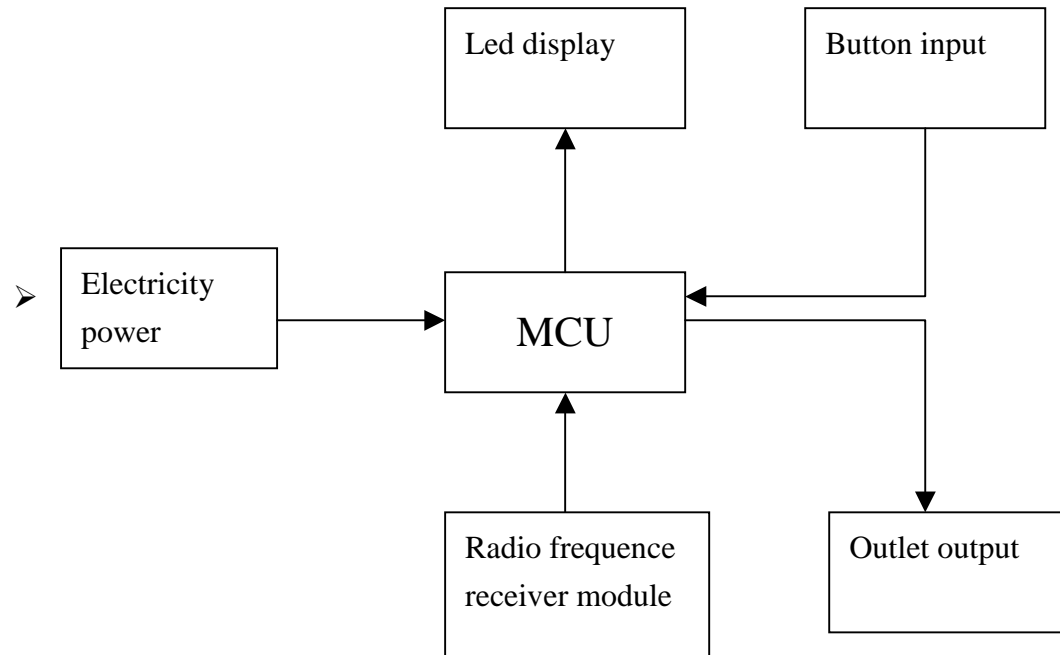 Led display
Button input
Electricity
power
MCU
Radio frequence
receiver module
Outlet output